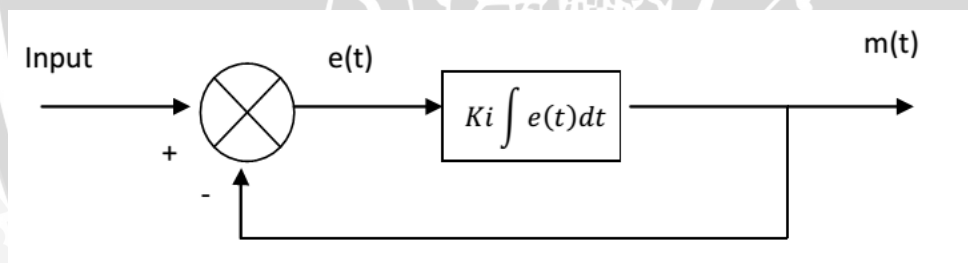 Input
e(t)
m(t)
Ki ∫ e(t)dt
+
-